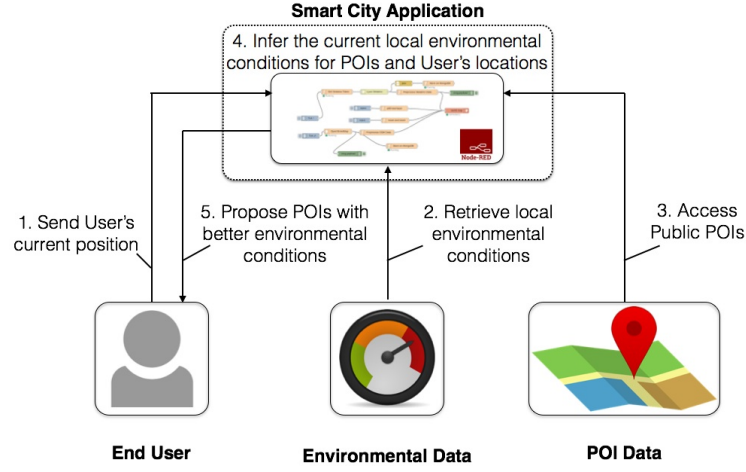 Smart City Application
4. Infer the current local environmental
conditions for POIs and User's locations
Node-RED
1. Send User's
current position
5. Propose POIs with
better environmental
conditions
2. Retrieve local
environmental
conditions
3. Access
Public POIs
End User
Environmental Data
POI Data